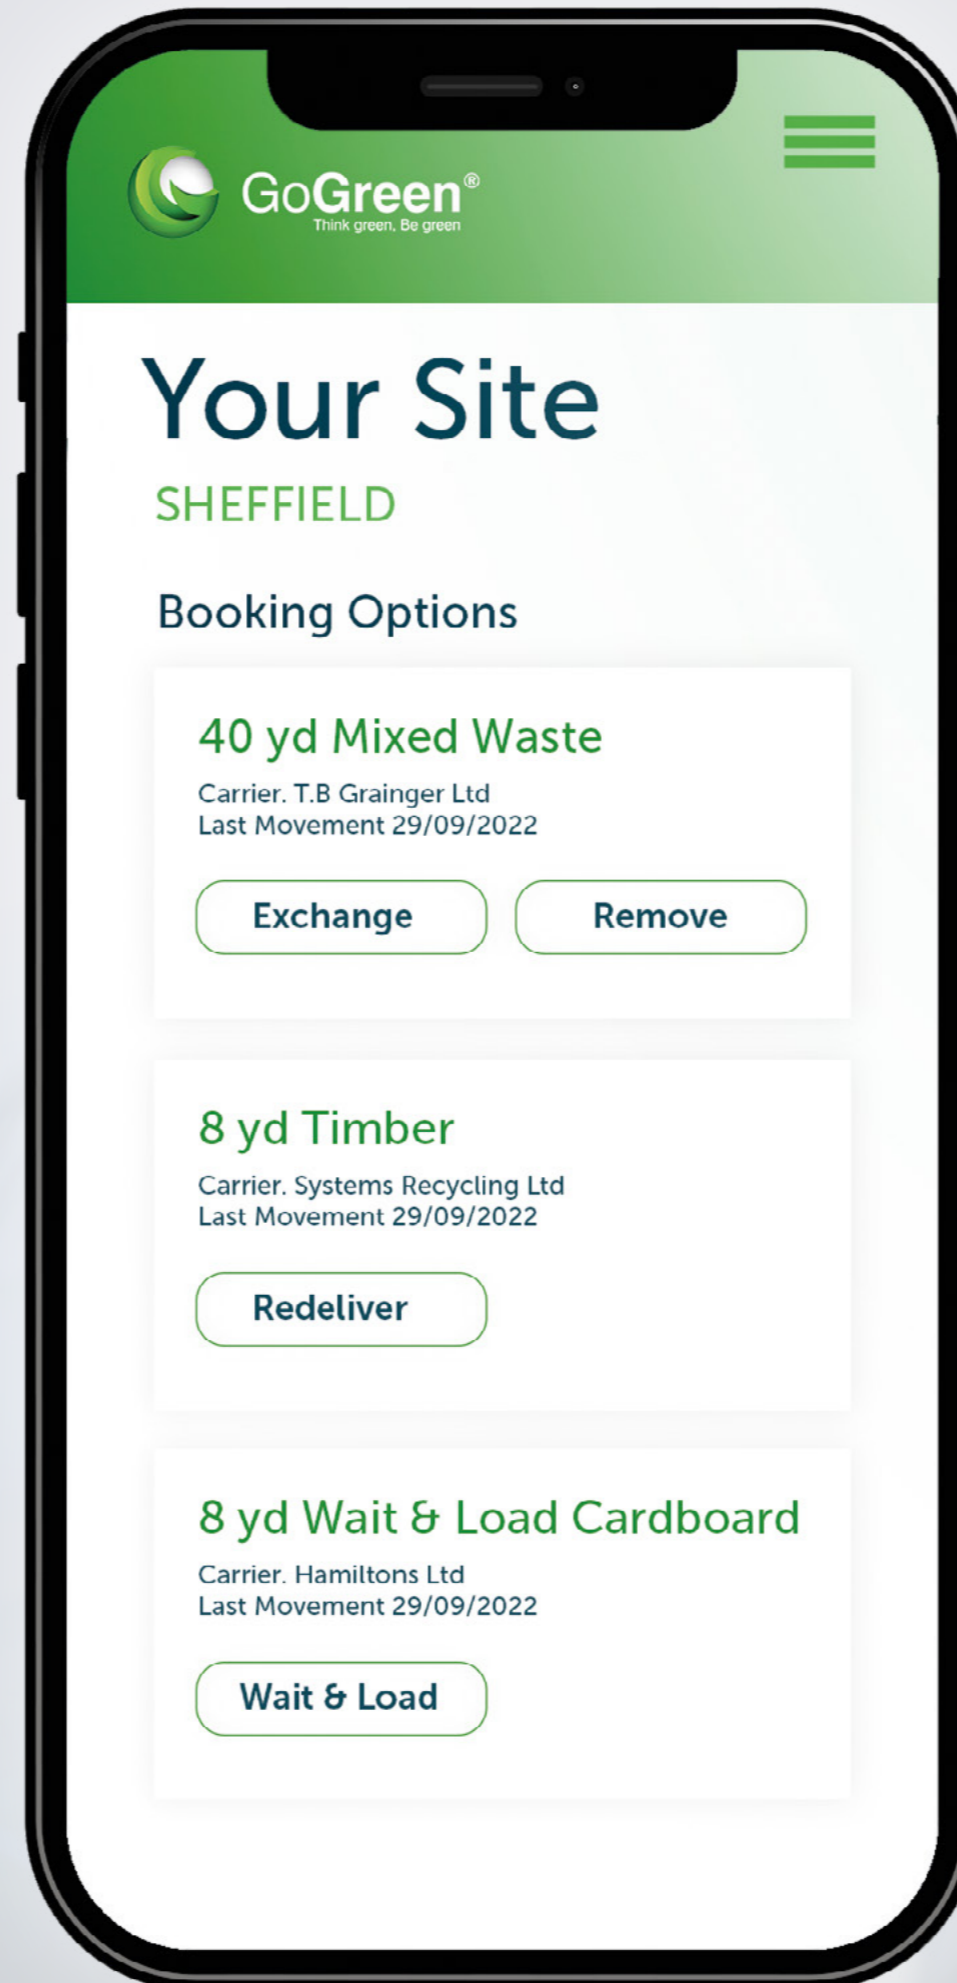 GoGreen®
Think green, Be green
Your Site
SHEFFIELD
Booking Options
40 yd Mixed Waste
Carrier. T.B Grainger Ltd
Last Movement 29/09/2022
Exchange Remove
8 yd Timber
Carrier. Systems Recycling Ltd
Last Movement 29/09/2022
Redeliver
8 yd Wait & Load Cardboard
Carrier. Hamiltons Ltd
Last Movement 29/09/2022
Wait & Load